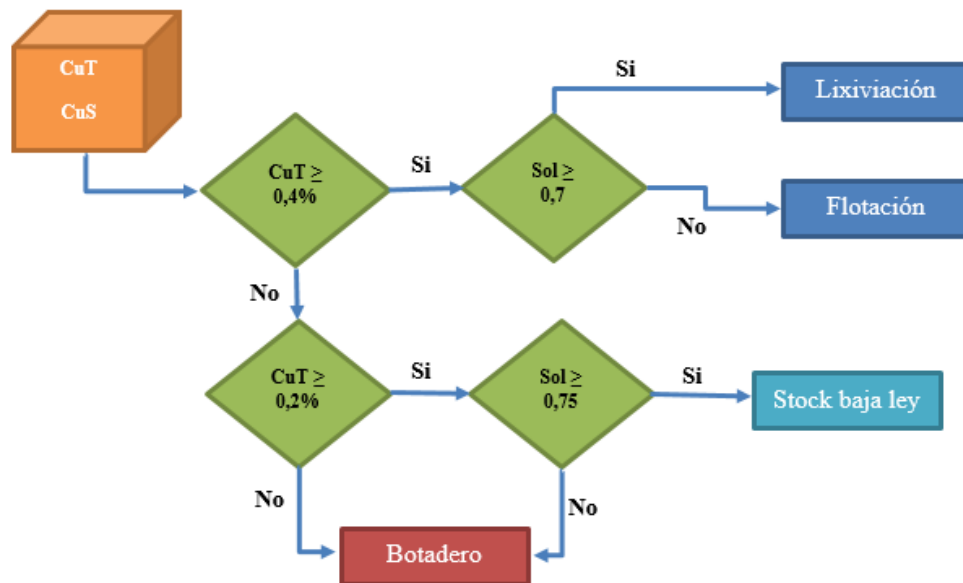 CuT
CuS
CuT ≥
0,4%
Si
Sol ≥
0,7
Si
Lixiviación
No
Flotación
No
CuT ≥
0,2%
Si
Sol ≥
0,75
Si
Stock baja ley
No
No
Botadero